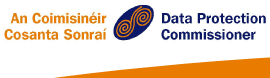 An Coimisinéir
Cosanta Sonraí
Data Protection
Commissioner